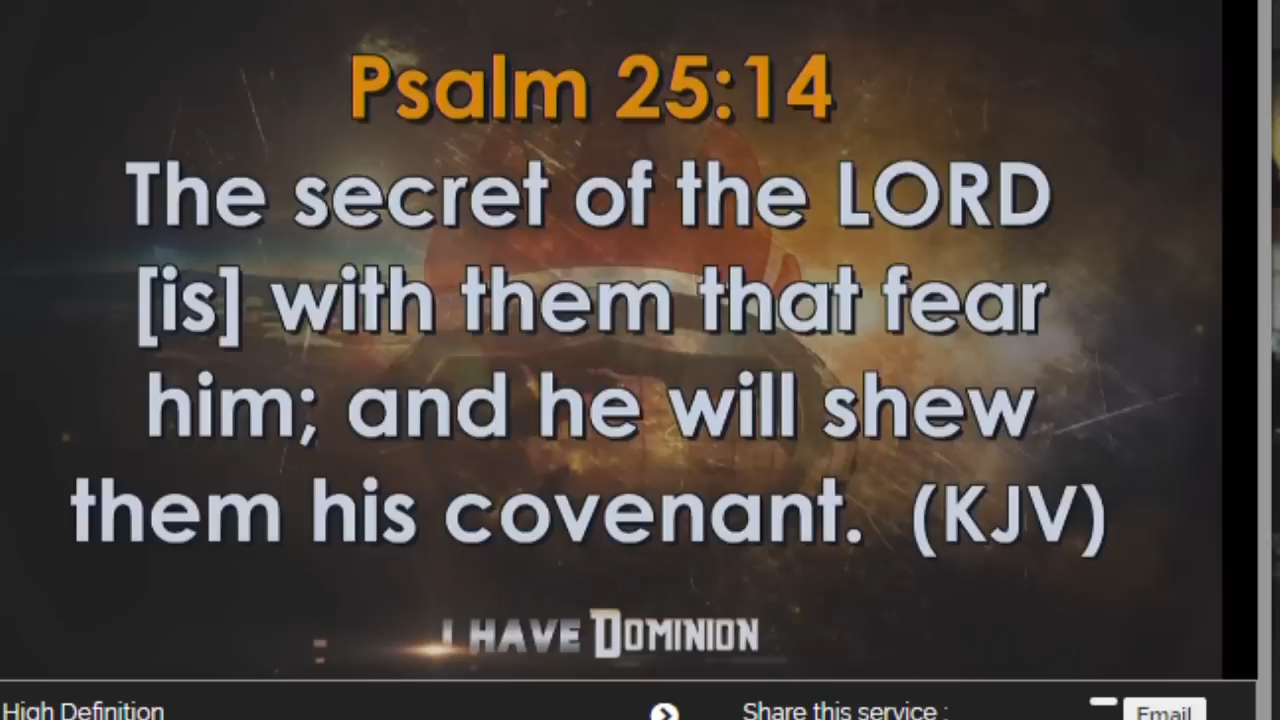 Psalm 25:14
The secret of the LORD
[is] with them that fear
him; and he will shew
them his covenant. (KJV)
I HAVE DOMINION
High Definition
Share this service :
Email